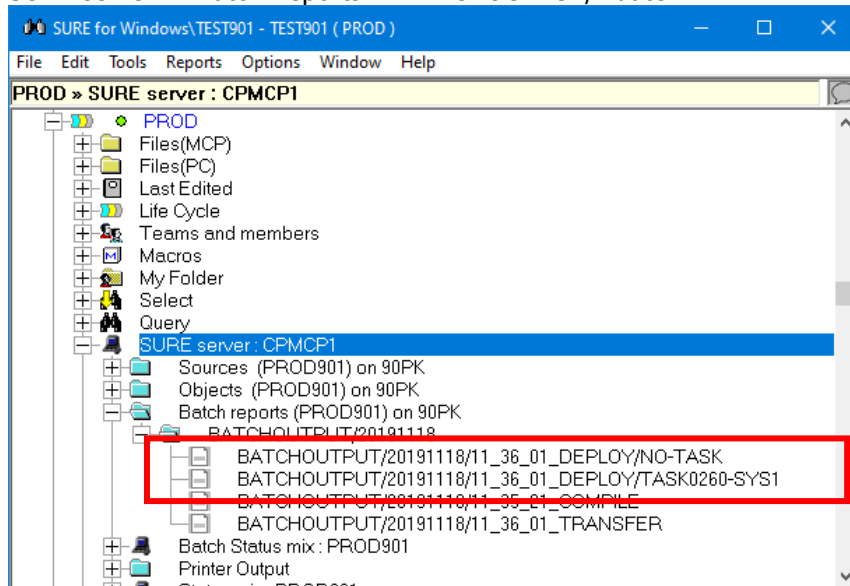 SURE for Windows\TEST901 - TEST901 ( PROD )
File Edit Tools Reports Options Window Help
PROD » SURE server : CPMCP1
PROD
Files(MCP)
Files(PC)
Last Edited
Life Cycle
Teams and members
Macros
My Folder
Select
Query
SURE server : CPMCP1
Sources (PROD901) on 90PK
Objects (PROD901) on 90PK
Batch reports (PROD901) on 90PK
BATCHOUTPUT/20191118
BATCHOUTPUT/20191118/11_36_01_DEPLOY/NO-TASK
BATCHOUTPUT/20191118/11_36_01_DEPLOY/TASK0260-SYS1
BATCHOUTPUT/20191118/11_35_21_COMPILE
BATCHOUTPUT/20191118/11_36_01_TRANSFER
Batch Status mix : PROD901
Printer Output